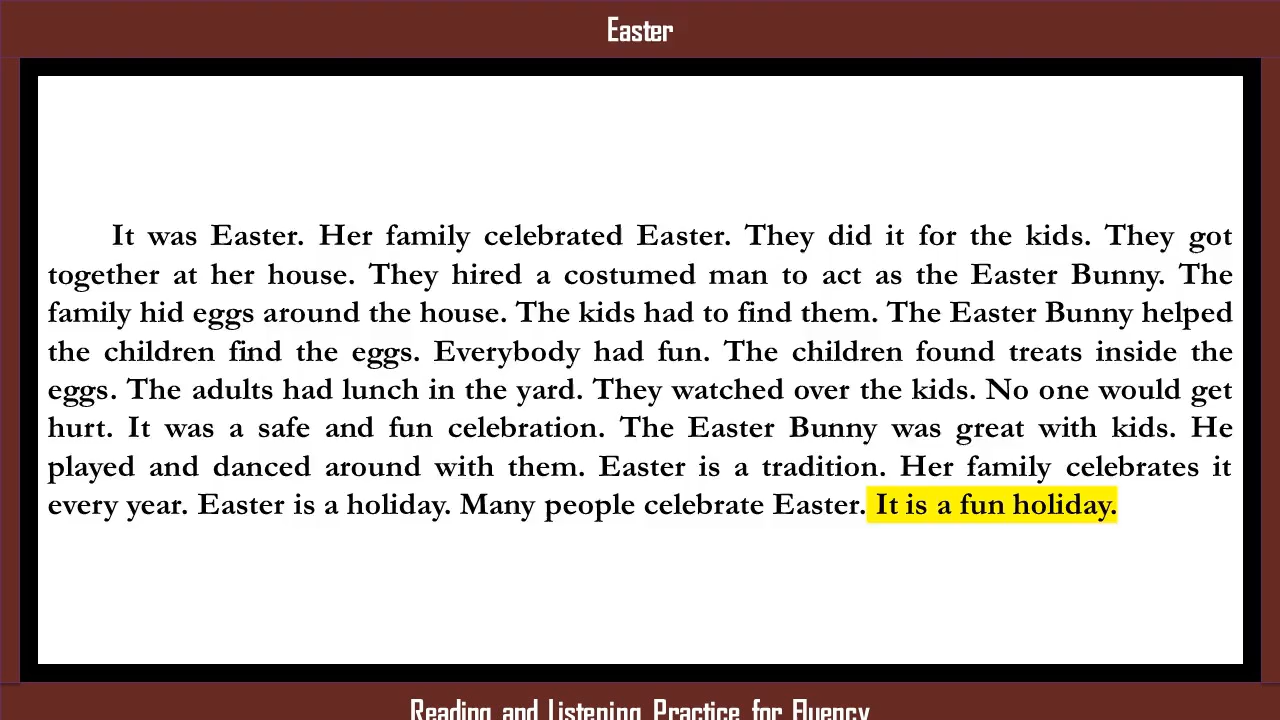 Easter
It was Easter. Her family celebrated Easter. They did it for the kids. They got
together at her house. They hired a costumed man to act as the Easter Bunny. The
family hid eggs around the house. The kids had to find them. The Easter Bunny helped
the children find the eggs. Everybody had fun. The children found treats inside the
eggs. The adults had lunch in the yard. They watched over the kids. No one would get
hurt. It was a safe and fun celebration. The Easter Bunny was great with kids. He
played and danced around with them. Easter is a tradition. Her family celebrates it
every year. Easter is a holiday. Many people celebrate Easter. It is a fun holiday.
Reading and Listening Practice for Fluency